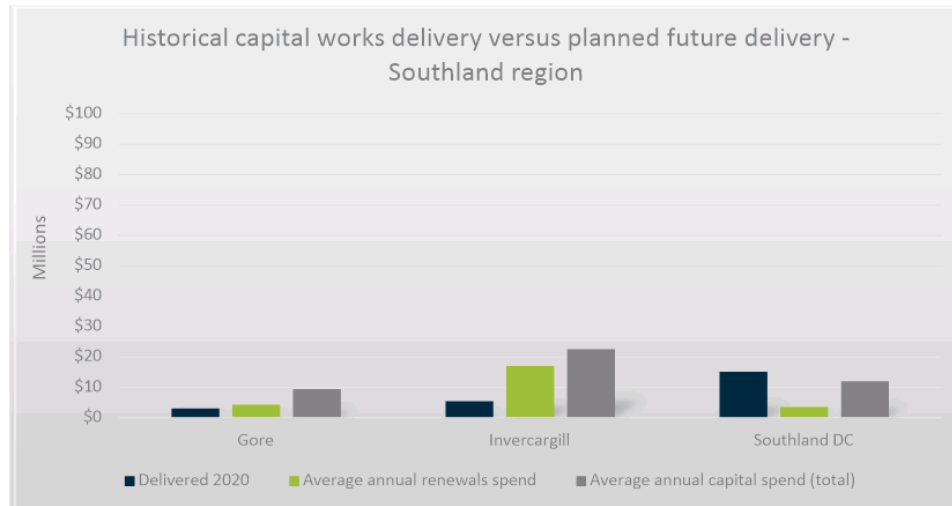 Historical capital works delivery versus planned future delivery -
Southland region
Millions
$100
$90
$80
$70
$60
$50
$40
$30
$20
$10
$0
Gore Invercargill Southland DC
Delivered 2020 Average annual renewals spend Average annual capital spend (total)